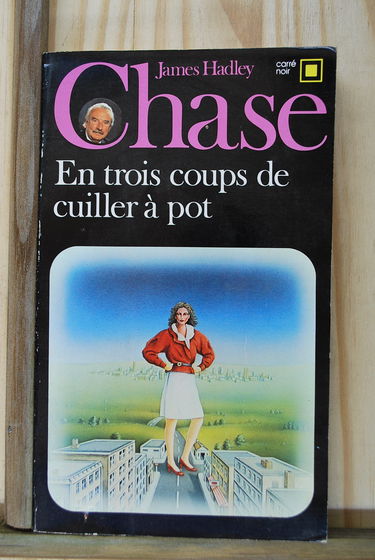 James Hadley
carré
noir
Chase
En trois coups de
cuiller à pot